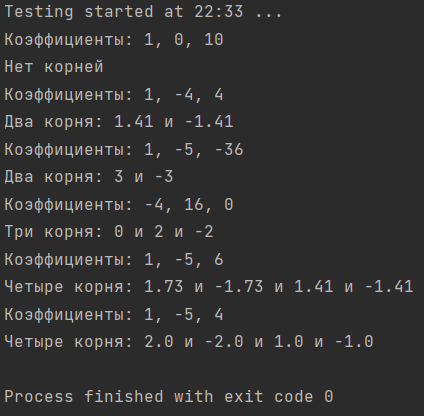 Testing started at 22:33 ...
Коэффициенты: 1, 0, 10
Нет корней
Коэффициенты: 1, -4, 4
Два корня: 1.41 и -1.41
Коэффициенты: 1, -5, -36
Два корня: 3 и -3
Коэффициенты: -4, 16, 0
Три корня: 0 и 2 и -2
Коэффициенты: 1, -5, 6
Четыре корня: 1.73 и -1.73 и 1.41 и -1.41
Коэффициенты: 1, -5, 4
Четыре корня: 2.0 и -2.0 и 1.0 и -1.0
Process finished with exit code 0